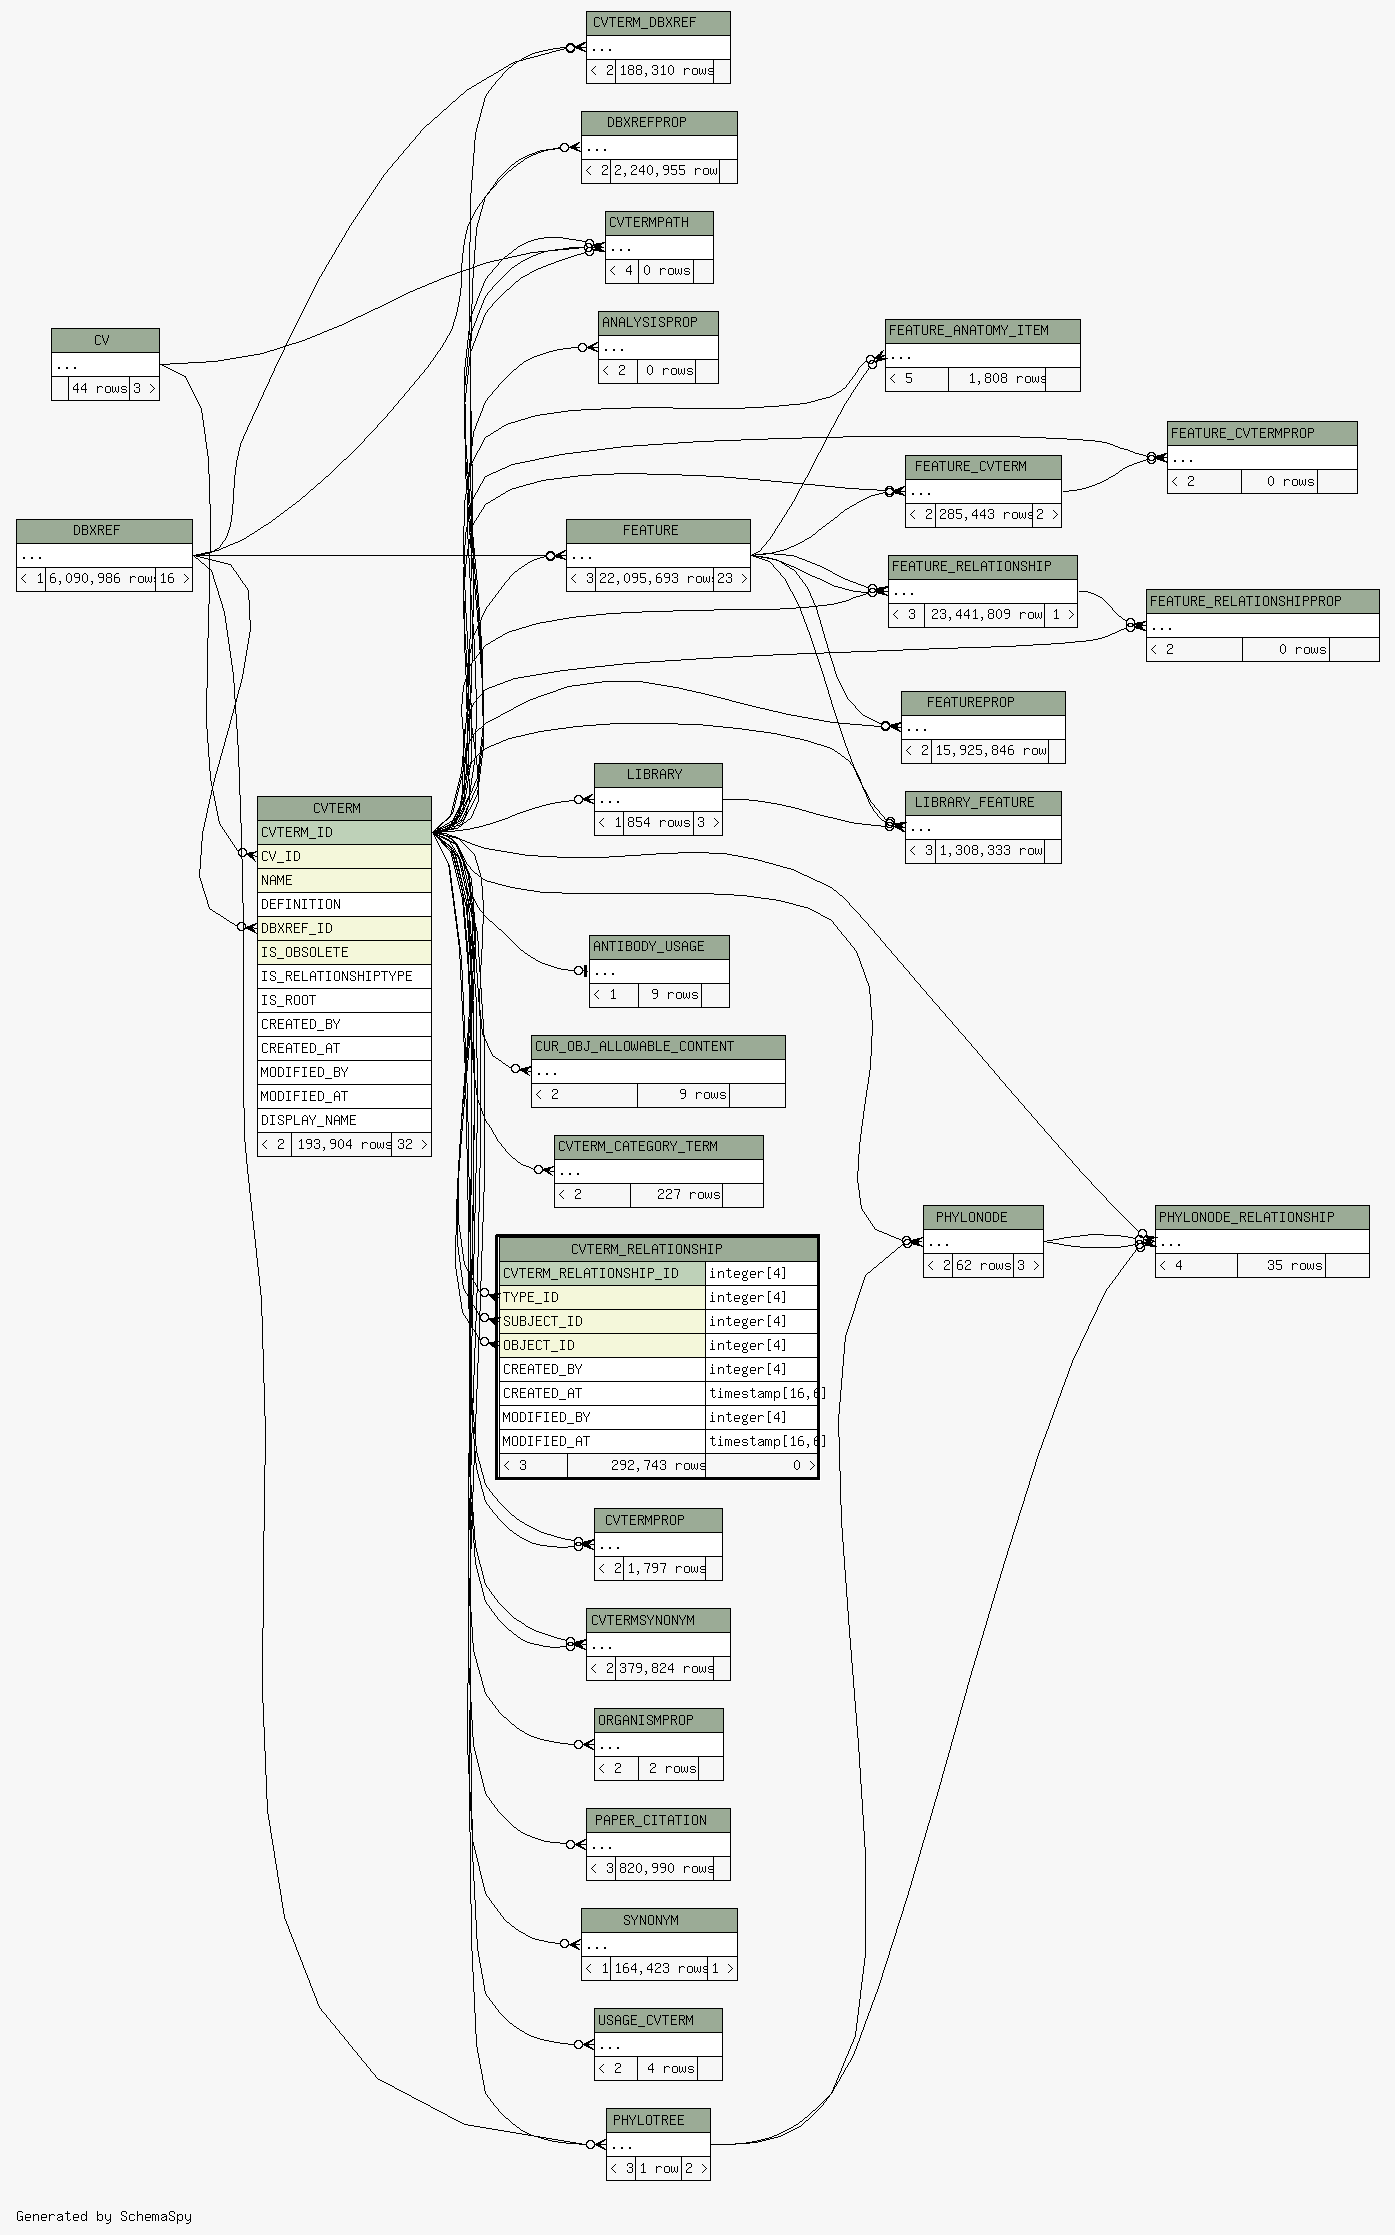 CVTERM_DBXREF
...
< 2 188,310 rows
DBXREFPROP
...
< 2 2,240,955 row
CVTERMPATH
...
< 4 0 rows
CV
...
44 rows 3 >
ANALYSISPROP
...
< 2 0 rows
FEATURE_ANATOMY_ITEM
...
< 5 1,808 rows
FEATURE_CVTERMPROP
...
< 2 0 rows
FEATURE_CVTERM
...
< 2 285,443 rows 2 >
DBXREF
...
< 1 6,090,986 rows 16 >
FEATURE
...
< 3 22,095,693 rows 23 >
FEATURE_RELATIONSHIP
...
< 3 23,441,809 rows 1 >
FEATURE_RELATIONSHIPPROP
...
< 2 0 rows
FEATUREPROP
...
< 2 15,925,846 row
LIBRARY
...
< 1 854 rows 3 >
LIBRARY_FEATURE
...
< 3 1,308,333 row
CVTERM
CVTERM_ID
CV_ID
NAME
DEFINITION
DBXREF_ID
IS_OBSOLETE
IS_RELATIONSHIPTYPE
IS_ROOT
CREATED_BY
CREATED_AT
MODIFIED_BY
MODIFIED_AT
DISPLAY_NAME
< 2 193,904 rows 32 >
ANTIBODY_USAGE
...
< 1 9 rows
CUR_OBJ_ALLOWABLE_CONTENT
...
< 2 9 rows
CVTERM_CATEGORY_TERM
...
< 2 227 rows
PHYLONODE
...
< 2 62 rows 3 >
PHYLONODE_RELATIONSHIP
...
< 4 35 rows
CVTERM_RELATIONSHIP
CVTERM_RELATIONSHIP_ID integer[4]
TYPE_ID integer[4]
SUBJECT_ID integer[4]
OBJECT_ID integer[4]
CREATED_BY integer[4]
CREATED_AT timestamp[16,6]
MODIFIED_BY integer[4]
MODIFIED_AT timestamp[16,6]
< 3 292,743 rows 0 >
CVTERMPROP
...
< 2 1,797 rows
CVTERMSYNONYM
...
< 2 379,824 rows
ORGANISMPROP
...
< 2 2 rows
PAPER_CITATION
...
< 3 820,990 rows
SYNONYM
...
< 1 164,423 rows 1 >
USAGE_CVTERM
...
< 2 4 rows
PHYLOTREE
...
< 3 1 row 2 >
Generated by SchemaSpy